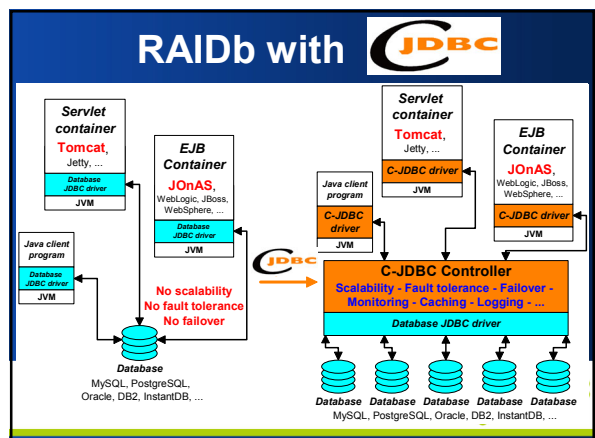 RAIDb with CJDBC
Servlet
container
Tomcat,
Jetty, ...
Database
JDBC driver
JVM
EJB
Container
JOnAS,
WebLogic, JBoss,
WebSphere, ...
Database
JDBC driver
JVM
Java client
program
Database
JDBC driver
JVM
No scalability
No fault tolerance
No failover
Database
MySQL, PostgreSQL,
Oracle, DB2, InstantDB, ...
CJDBC
Servlet
container
Tomcat,
Jetty, ...
C-JDBC driver
JVM
EJB
Container
JOnAS,
WebLogic, JBoss,
WebSphere, ...
C-JDBC driver
JVM
Java client
program
C-JDBC
driver
JVM
C-JDBC Controller
Scalability - Fault tolerance - Failover -
Monitoring - Caching - Logging - ...
Database JDBC driver
Database Database Database Database Database
MySQL, PostgreSQL, Oracle, DB2, InstantDB, ...